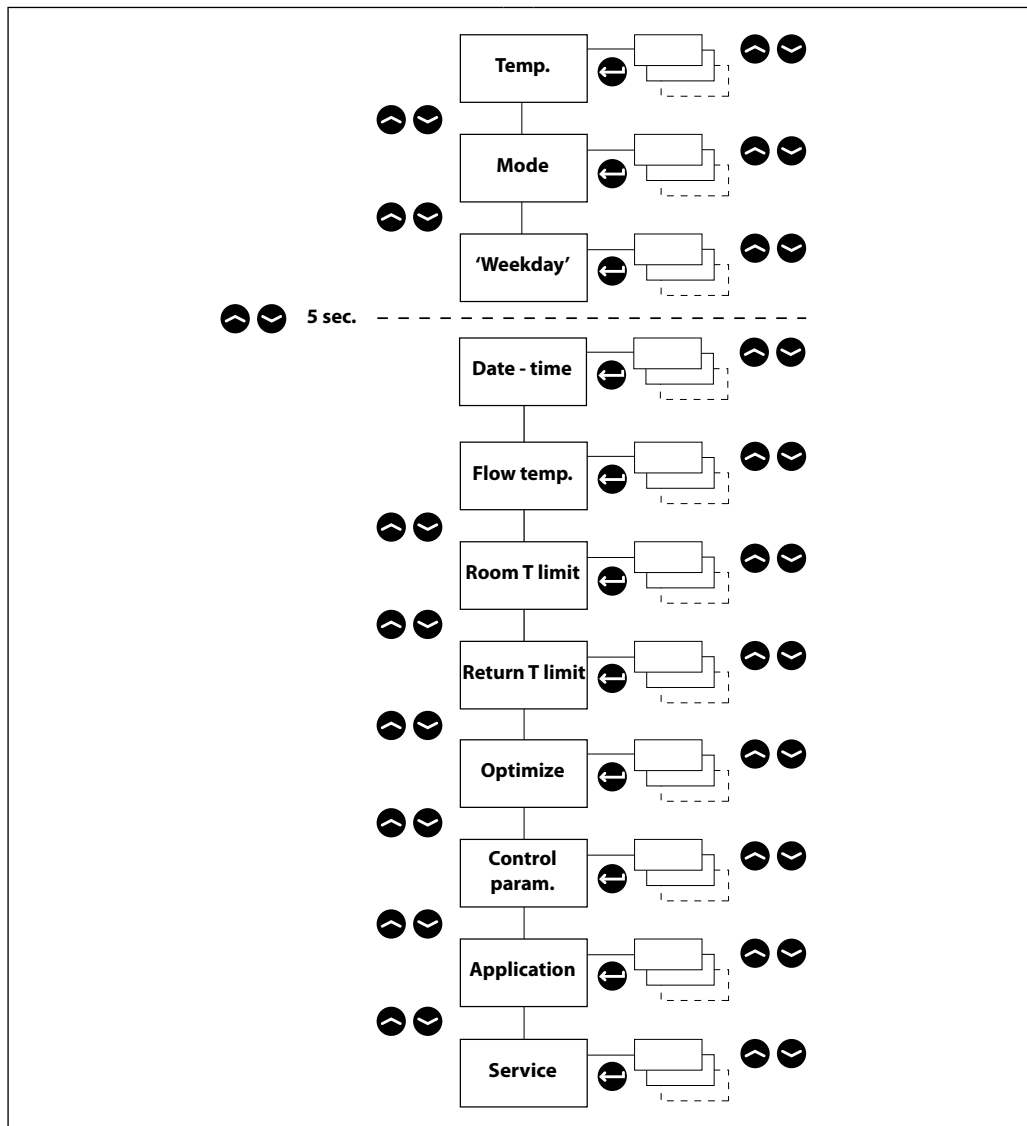 Temp.
Mode
‘Weekday’
5 sec.
Date - time
Flow temp.
Room T limit
Return T limit
Optimize
Control
param.
Application
Service